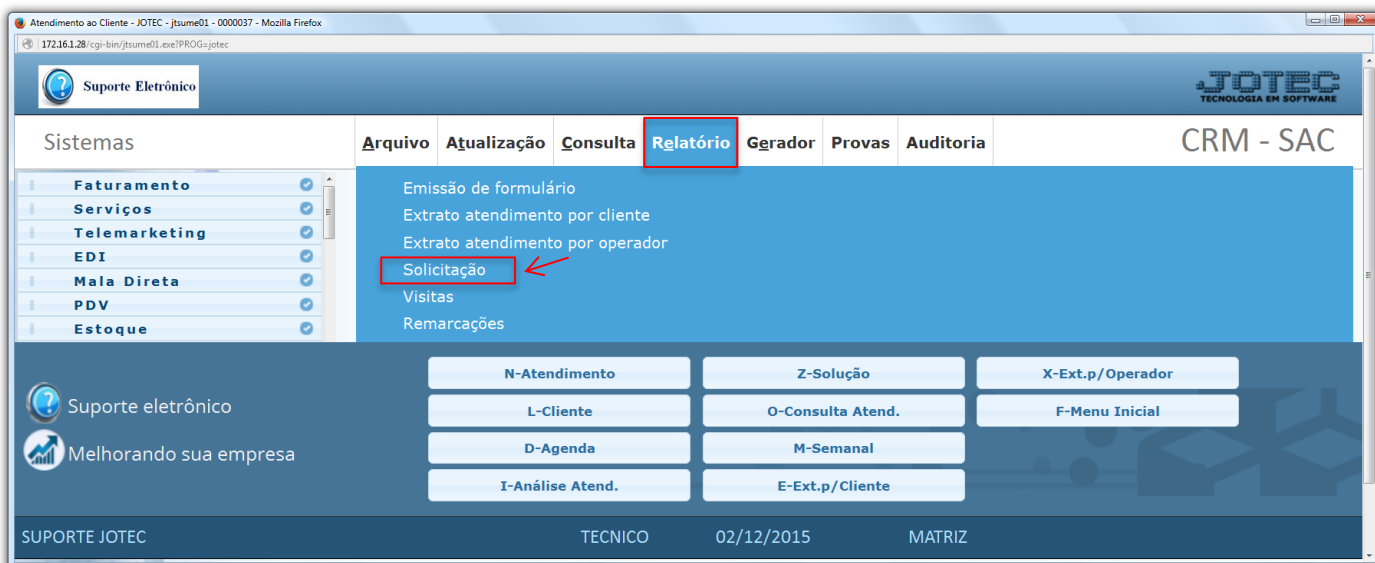 Atendimento ao Cliente - JOTEC - jtsume01 - 0000037 - Mozilla Firefox
172.16.1.28/cgi-bin/jtsume01.exe?PROG=jotec
Suporte Eletrônico
JOTEC
TECNOLOGIA EM SOFTWARE
Sistemas
Arquivo Atualização Consulta Relatório Gerador Provas Auditoria
CRM - SAC
Faturamento
Serviços
Telemarketing
EDI
Mala Direta
PDV
Estoque
Emissão de formulário
Extrato atendimento por cliente
Extrato atendimento por operador
Solicitação
Visitas
Remarcações
Suporte eletrônico
Melhorando sua empresa
N-Atendimento Z-Solução X-Ext.p/Operador
L-Cliente O-Consulta Atend. F-Menu Inicial
D-Agenda M-Semanal
I-Análise Atend. E-Ext.p/Cliente
SUPORTE JOTEC TECNICO 02/12/2015 MATRIZ